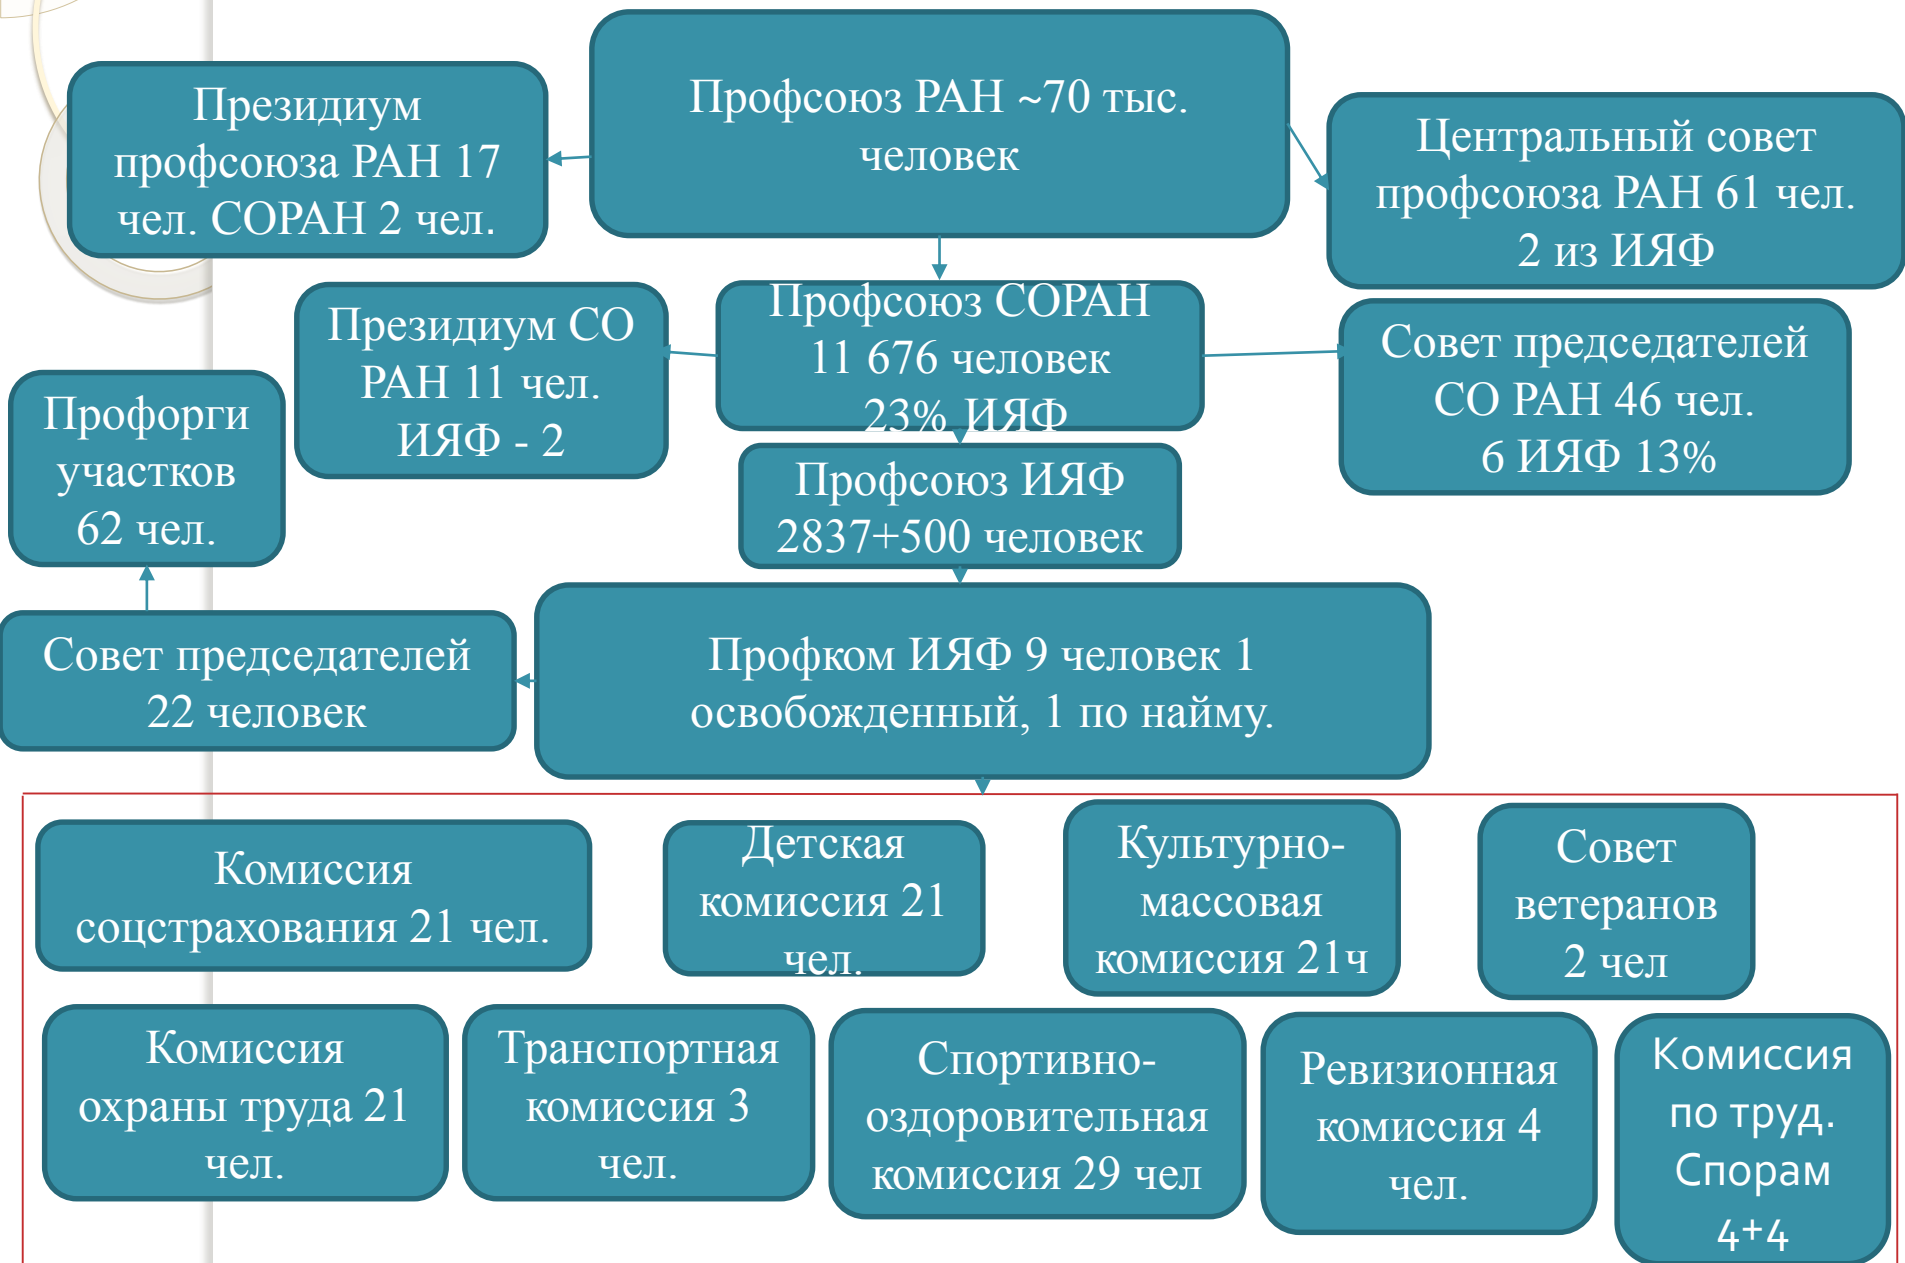 Профсоюз РАН ~70 тыс.
человек
Президиум
профсоюза РАН 17
чел. СОРАН 2 чел.
Центральный совет
профсоюза РАН 61 чел.
2 из ИЯФ
Президиум СО
РАН 11 чел.
ИЯФ - 2
Профсоюз СОРАН
11 676 человек
23% ИЯФ
Совет председателей
СО РАН 46 чел.
6 ИЯФ 13%
Профорги
участков
62 чел.
Профсоюз ИЯФ
2837+500 человек
Совет председателей
22 человек
Профком ИЯФ 9 человек 1
освобожденный, 1 по найму.
Комиссия
соцстрахования 21 чел.
Детская
комиссия 21
чел.
Культурно-
массовая
комиссия 21ч
Совет
ветеранов
2 чел
Комиссия
охраны труда 21
чел.
Транспортная
комиссия 3
чел.
Спортивно-
оздоровительная
комиссия 29 чел
Ревизионная
комиссия 4
чел.
Комиссия
по труд.
Спорам
4+4